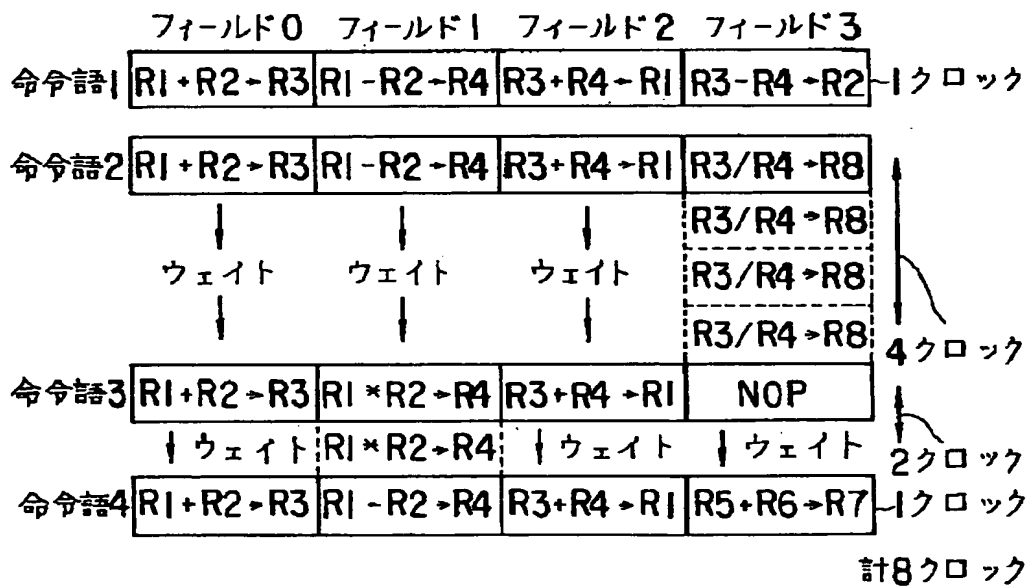 フィールド0 フィールド1 フィールド2 フィールド3
命令語1 R1+R2→R3 R1-R2→R4 R3+R4→R1 R3-R4→R2 1クロック
命令語2 R1+R2→R3 R1-R2→R4 R3+R4→R1 R3/R4→R8
R3/R4→R8
ウェイト ウェイト ウェイト R3/R4→R8
R3/R4→R8
4クロック
命令語3 R1+R2→R3 R1*R2→R4 R3+R4→R1 NOP
ウェイト R1*R2→R4 ウェイト ウェイト 2クロック
命令語4 R1+R2→R3 R1-R2→R4 R3+R4→R1 R5+R6→R7 1クロック
計8クロック